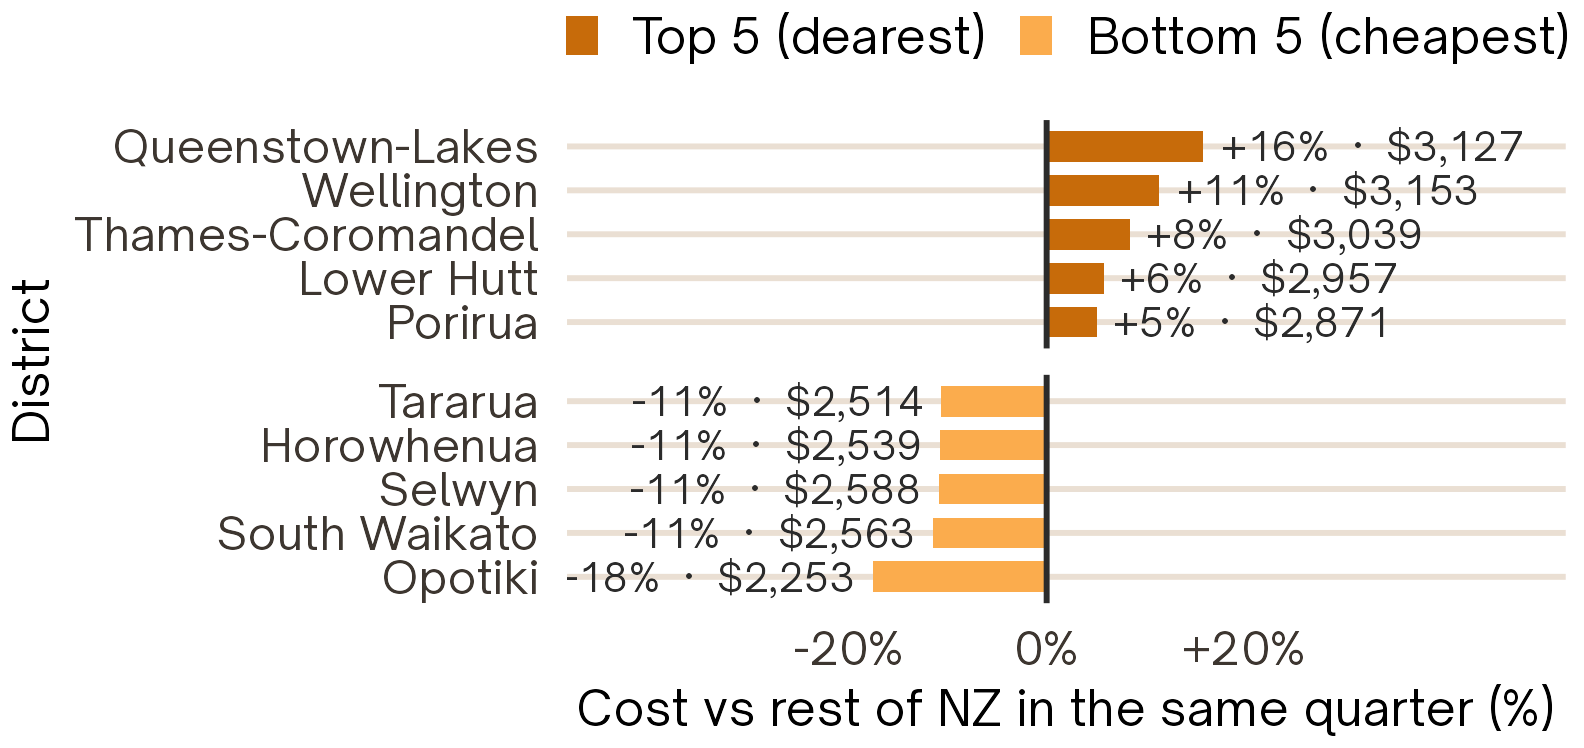 Top 5 (dearest) Bottom 5 (cheapest)
District
Queenstown-Lakes +16% · $3,127
Wellington +11% · $3,153
Thames-Coromandel +8% · $3,039
Lower Hutt +6% · $2,957
Porirua +5% · $2,871
Tararua -11% · $2,514
Horowhenua -11% · $2,539
Selwyn -11% · $2,588
South Waikato -11% · $2,563
Opotiki -18% · $2,253
-20% 0% +20%
Cost vs rest of NZ in the same quarter (%)